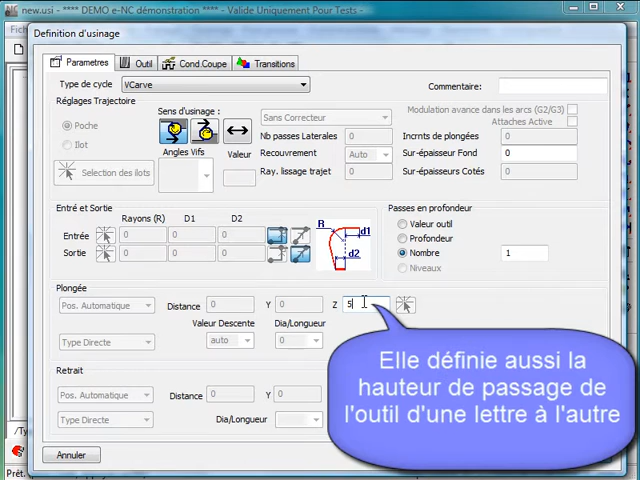 new.usi - **** DEMO e-NC démonstration **** - Valide Uniquement Pour Tests -
Definition d'usinage
Parametres Outil Cond.Coupe Transitions
Type de cycle VCarve Commentaire:
Réglages Trajectoire
Sens d'usinage :
Sans Correcteur
Modulation avance dans les arcs (G2/G3)
Attaches Active
Poche
Nb passes Laterales 0 Incrnts de plongées 0
Ilot
Angles Vifs Valeur
Recouvrement Auto Sur-épaisseur Fond 0
Selection des ilots
Ray. lissage trajet 0 Sur-épaisseurs Cotés 0
Entré et Sortie
Rayons (R) D1 D2
Entrée 0 0 0
Sortie 0 0 0
R d1 d2
Passes en profondeur
Valeur outil
Profondeur
Nombre 1
Niveaux
Plongée
Pos. Automatique Distance 0 Y 0 Z 5
Valeur Descente Dia/Longueur
Type Directe auto 0
Retrait
Pos. Automatique Distance 0 Y 0
Type Directe Dia/Longueur
Elle définie aussi la
hauteur de passage de
l'outil d'une lettre à l'autre
Annuler